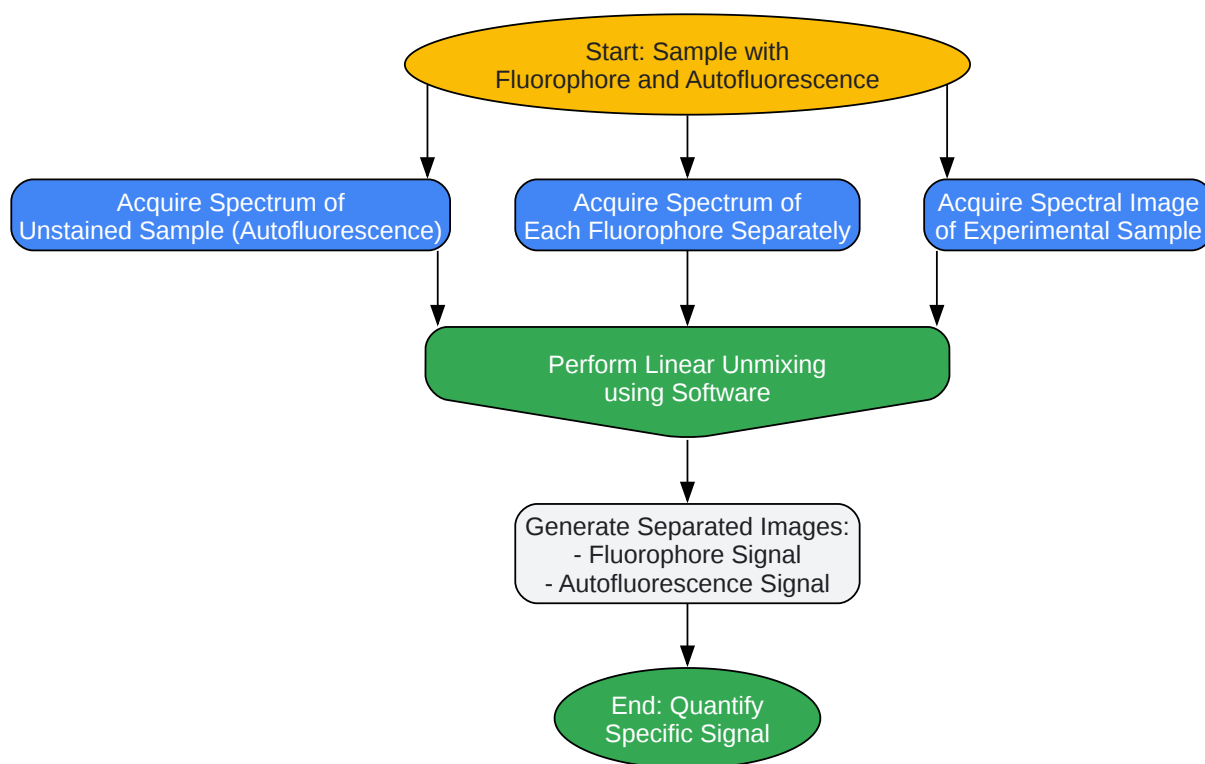 Start: Sample with
Fluorophore and Autofluorescence
Acquire Spectrum of
Unstained Sample (Autofluorescence)
Acquire Spectrum of
Each Fluorophore Separately
Acquire Spectral Image
of Experimental Sample
Perform Linear Unmixing
using Software
Generate Separated Images:
- Fluorophore Signal
- Autofluorescence Signal
End: Quantify
Specific Signal